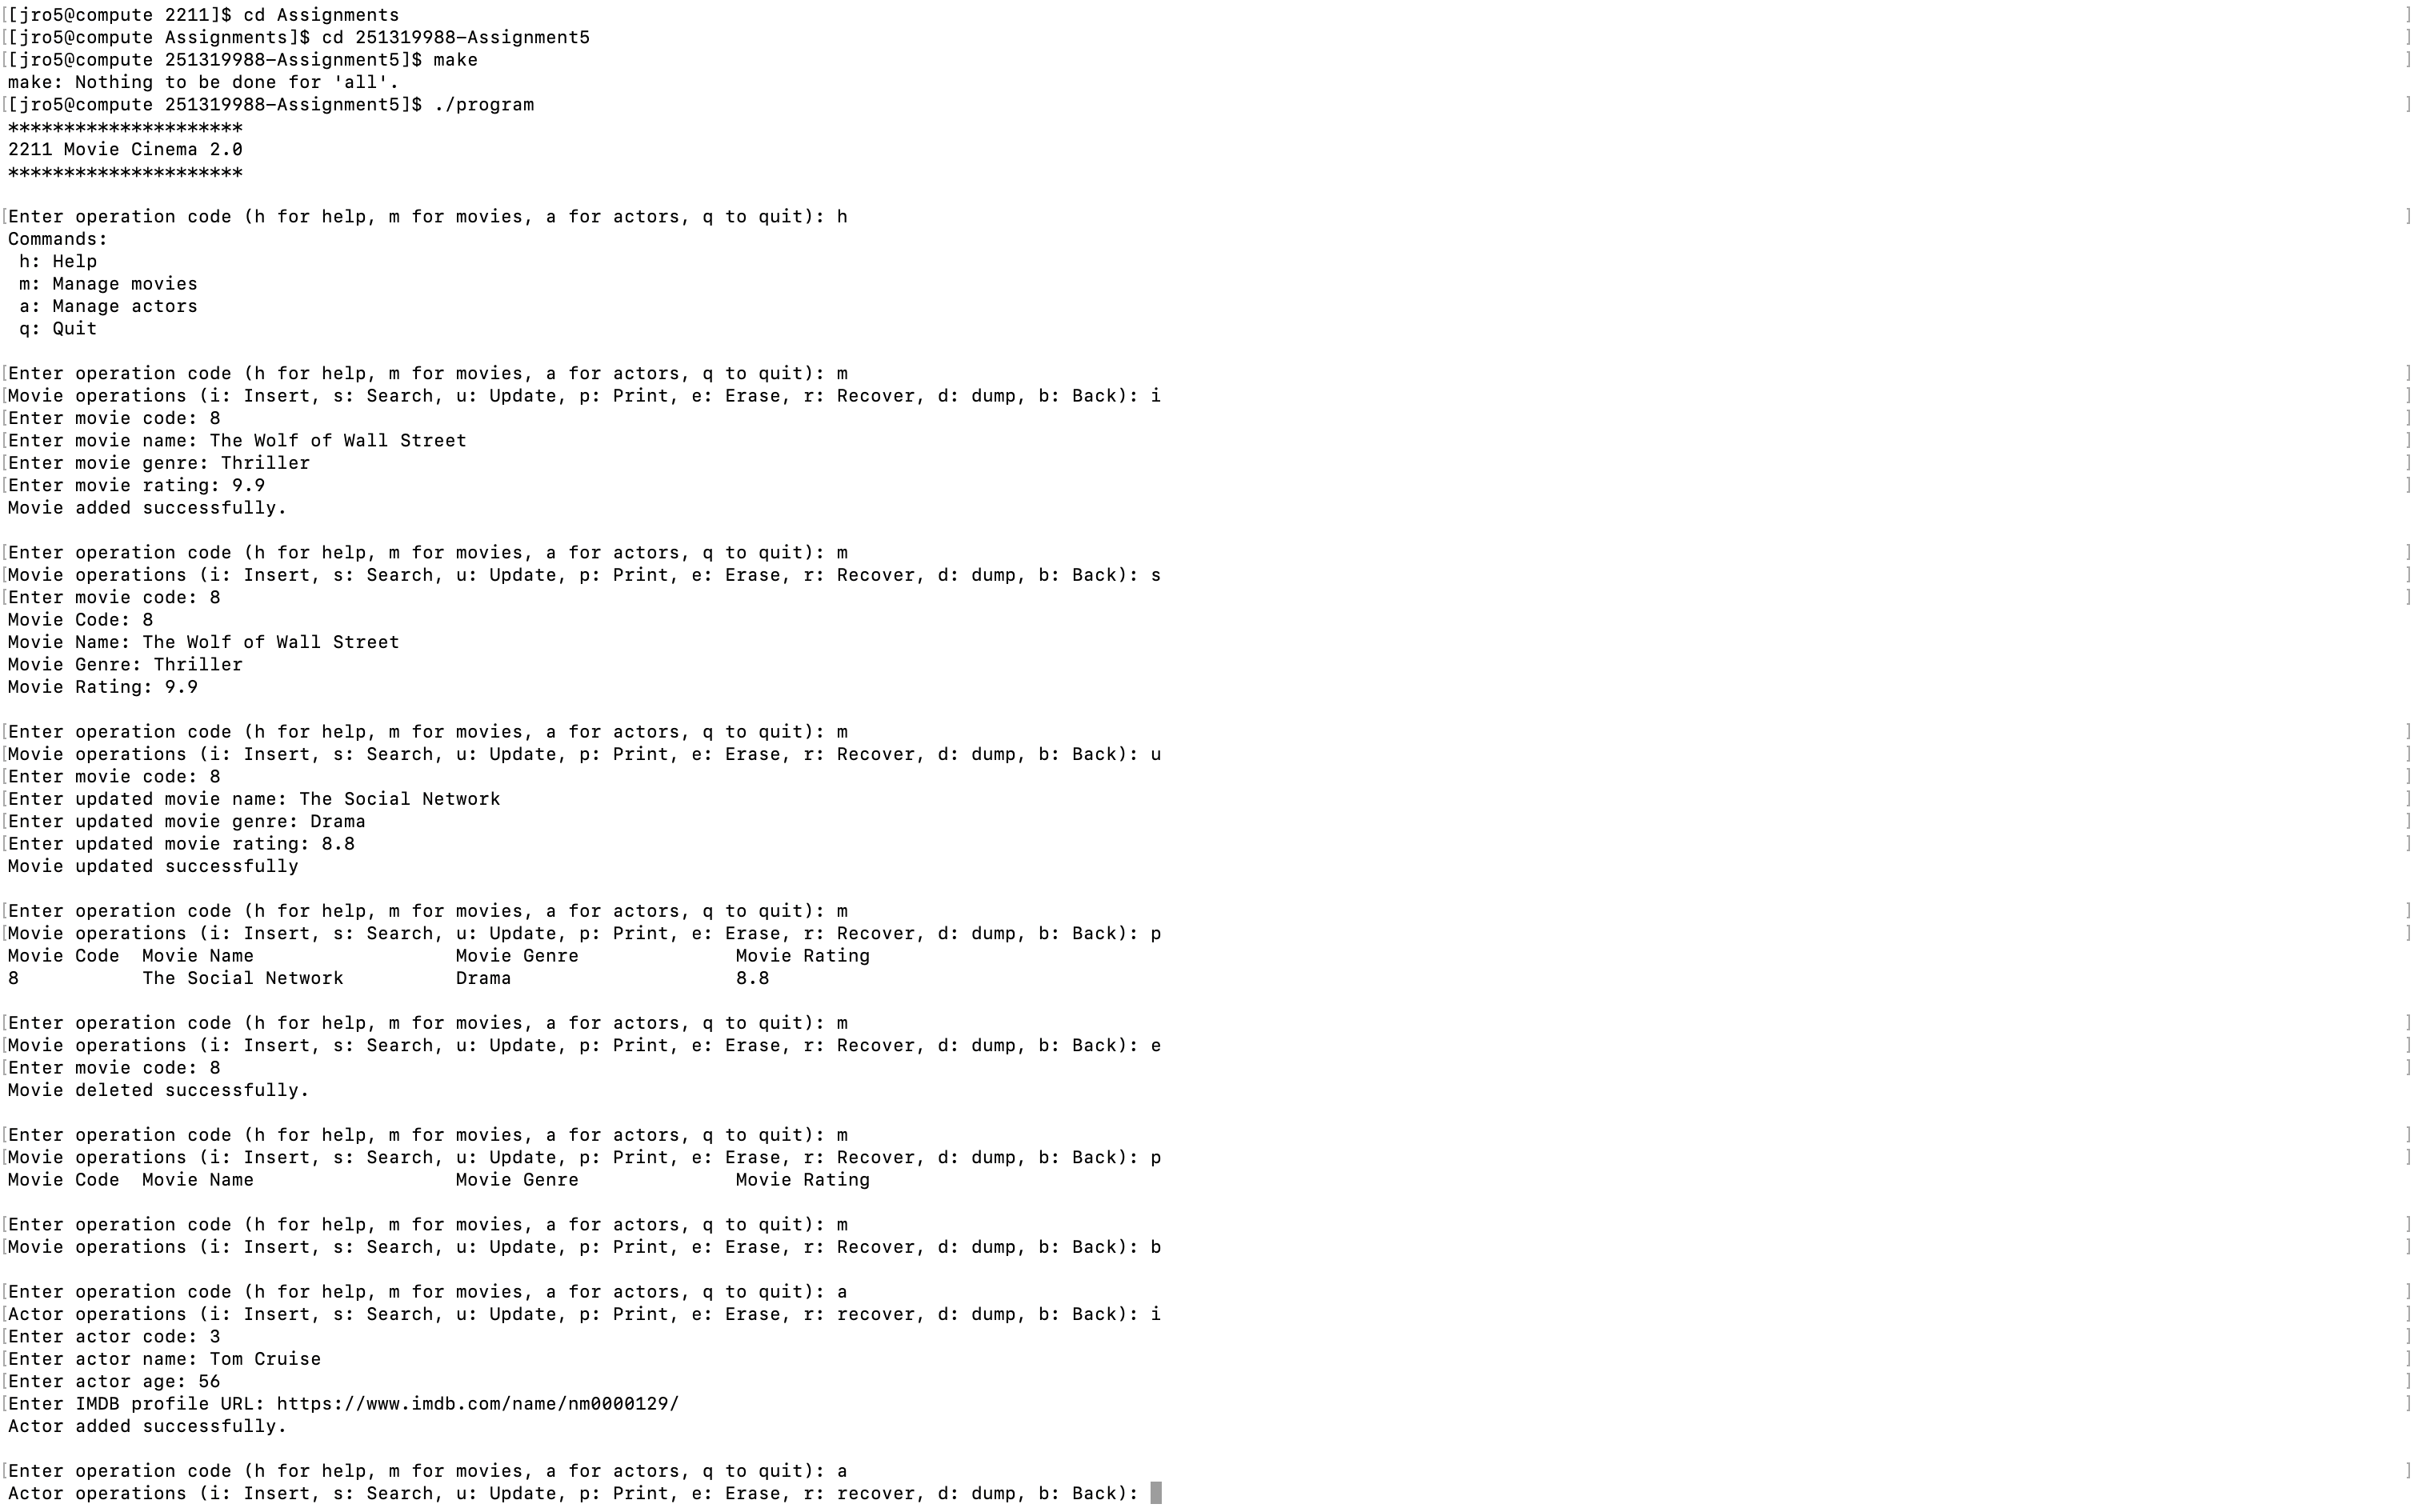 [[jro5@compute 2211]$ cd Assignments ]
[[jro5@compute Assignments]$ cd 251319988-Assignment5 ]
[[jro5@compute 251319988-Assignment5]$ make ]
make: Nothing to be done for 'all'.
[[jro5@compute 251319988-Assignment5]$ ./program ]
*********************
2211 Movie Cinema 2.0
*********************
[Enter operation code (h for help, m for movies, a for actors, q to quit): h ]
Commands:
h: Help
m: Manage movies
a: Manage actors
q: Quit
[Enter operation code (h for help, m for movies, a for actors, q to quit): m ]
[Movie operations (i: Insert, s: Search, u: Update, p: Print, e: Erase, r: Recover, d: dump, b: Back): i ]
[Enter movie code: 8 ]
[Enter movie name: The Wolf of Wall Street ]
[Enter movie genre: Thriller ]
[Enter movie rating: 9.9 ]
Movie added successfully.
[Enter operation code (h for help, m for movies, a for actors, q to quit): m ]
[Movie operations (i: Insert, s: Search, u: Update, p: Print, e: Erase, r: Recover, d: dump, b: Back): s ]
[Enter movie code: 8 ]
Movie Code: 8
Movie Name: The Wolf of Wall Street
Movie Genre: Thriller
Movie Rating: 9.9
[Enter operation code (h for help, m for movies, a for actors, q to quit): m ]
[Movie operations (i: Insert, s: Search, u: Update, p: Print, e: Erase, r: Recover, d: dump, b: Back): u ]
[Enter movie code: 8 ]
[Enter updated movie name: The Social Network ]
[Enter updated movie genre: Drama ]
[Enter updated movie rating: 8.8 ]
Movie updated successfully
[Enter operation code (h for help, m for movies, a for actors, q to quit): m ]
[Movie operations (i: Insert, s: Search, u: Update, p: Print, e: Erase, r: Recover, d: dump, b: Back): p ]
Movie Code  Movie Name                  Movie Genre              Movie Rating
8           The Social Network          Drama                    8.8
[Enter operation code (h for help, m for movies, a for actors, q to quit): m ]
[Movie operations (i: Insert, s: Search, u: Update, p: Print, e: Erase, r: Recover, d: dump, b: Back): e ]
[Enter movie code: 8 ]
Movie deleted successfully.
[Enter operation code (h for help, m for movies, a for actors, q to quit): m ]
[Movie operations (i: Insert, s: Search, u: Update, p: Print, e: Erase, r: Recover, d: dump, b: Back): p ]
Movie Code  Movie Name                  Movie Genre              Movie Rating
[Enter operation code (h for help, m for movies, a for actors, q to quit): m ]
[Movie operations (i: Insert, s: Search, u: Update, p: Print, e: Erase, r: Recover, d: dump, b: Back): b ]
[Enter operation code (h for help, m for movies, a for actors, q to quit): a ]
[Actor operations (i: Insert, s: Search, u: Update, p: Print, e: Erase, r: recover, d: dump, b: Back): i ]
[Enter actor code: 3 ]
[Enter actor name: Tom Cruise ]
[Enter actor age: 56 ]
[Enter IMDB profile URL: https://www.imdb.com/name/nm0000129/ ]
Actor added successfully.
[Enter operation code (h for help, m for movies, a for actors, q to quit): a ]
Actor operations (i: Insert, s: Search, u: Update, p: Print, e: Erase, r: recover, d: dump, b: Back):